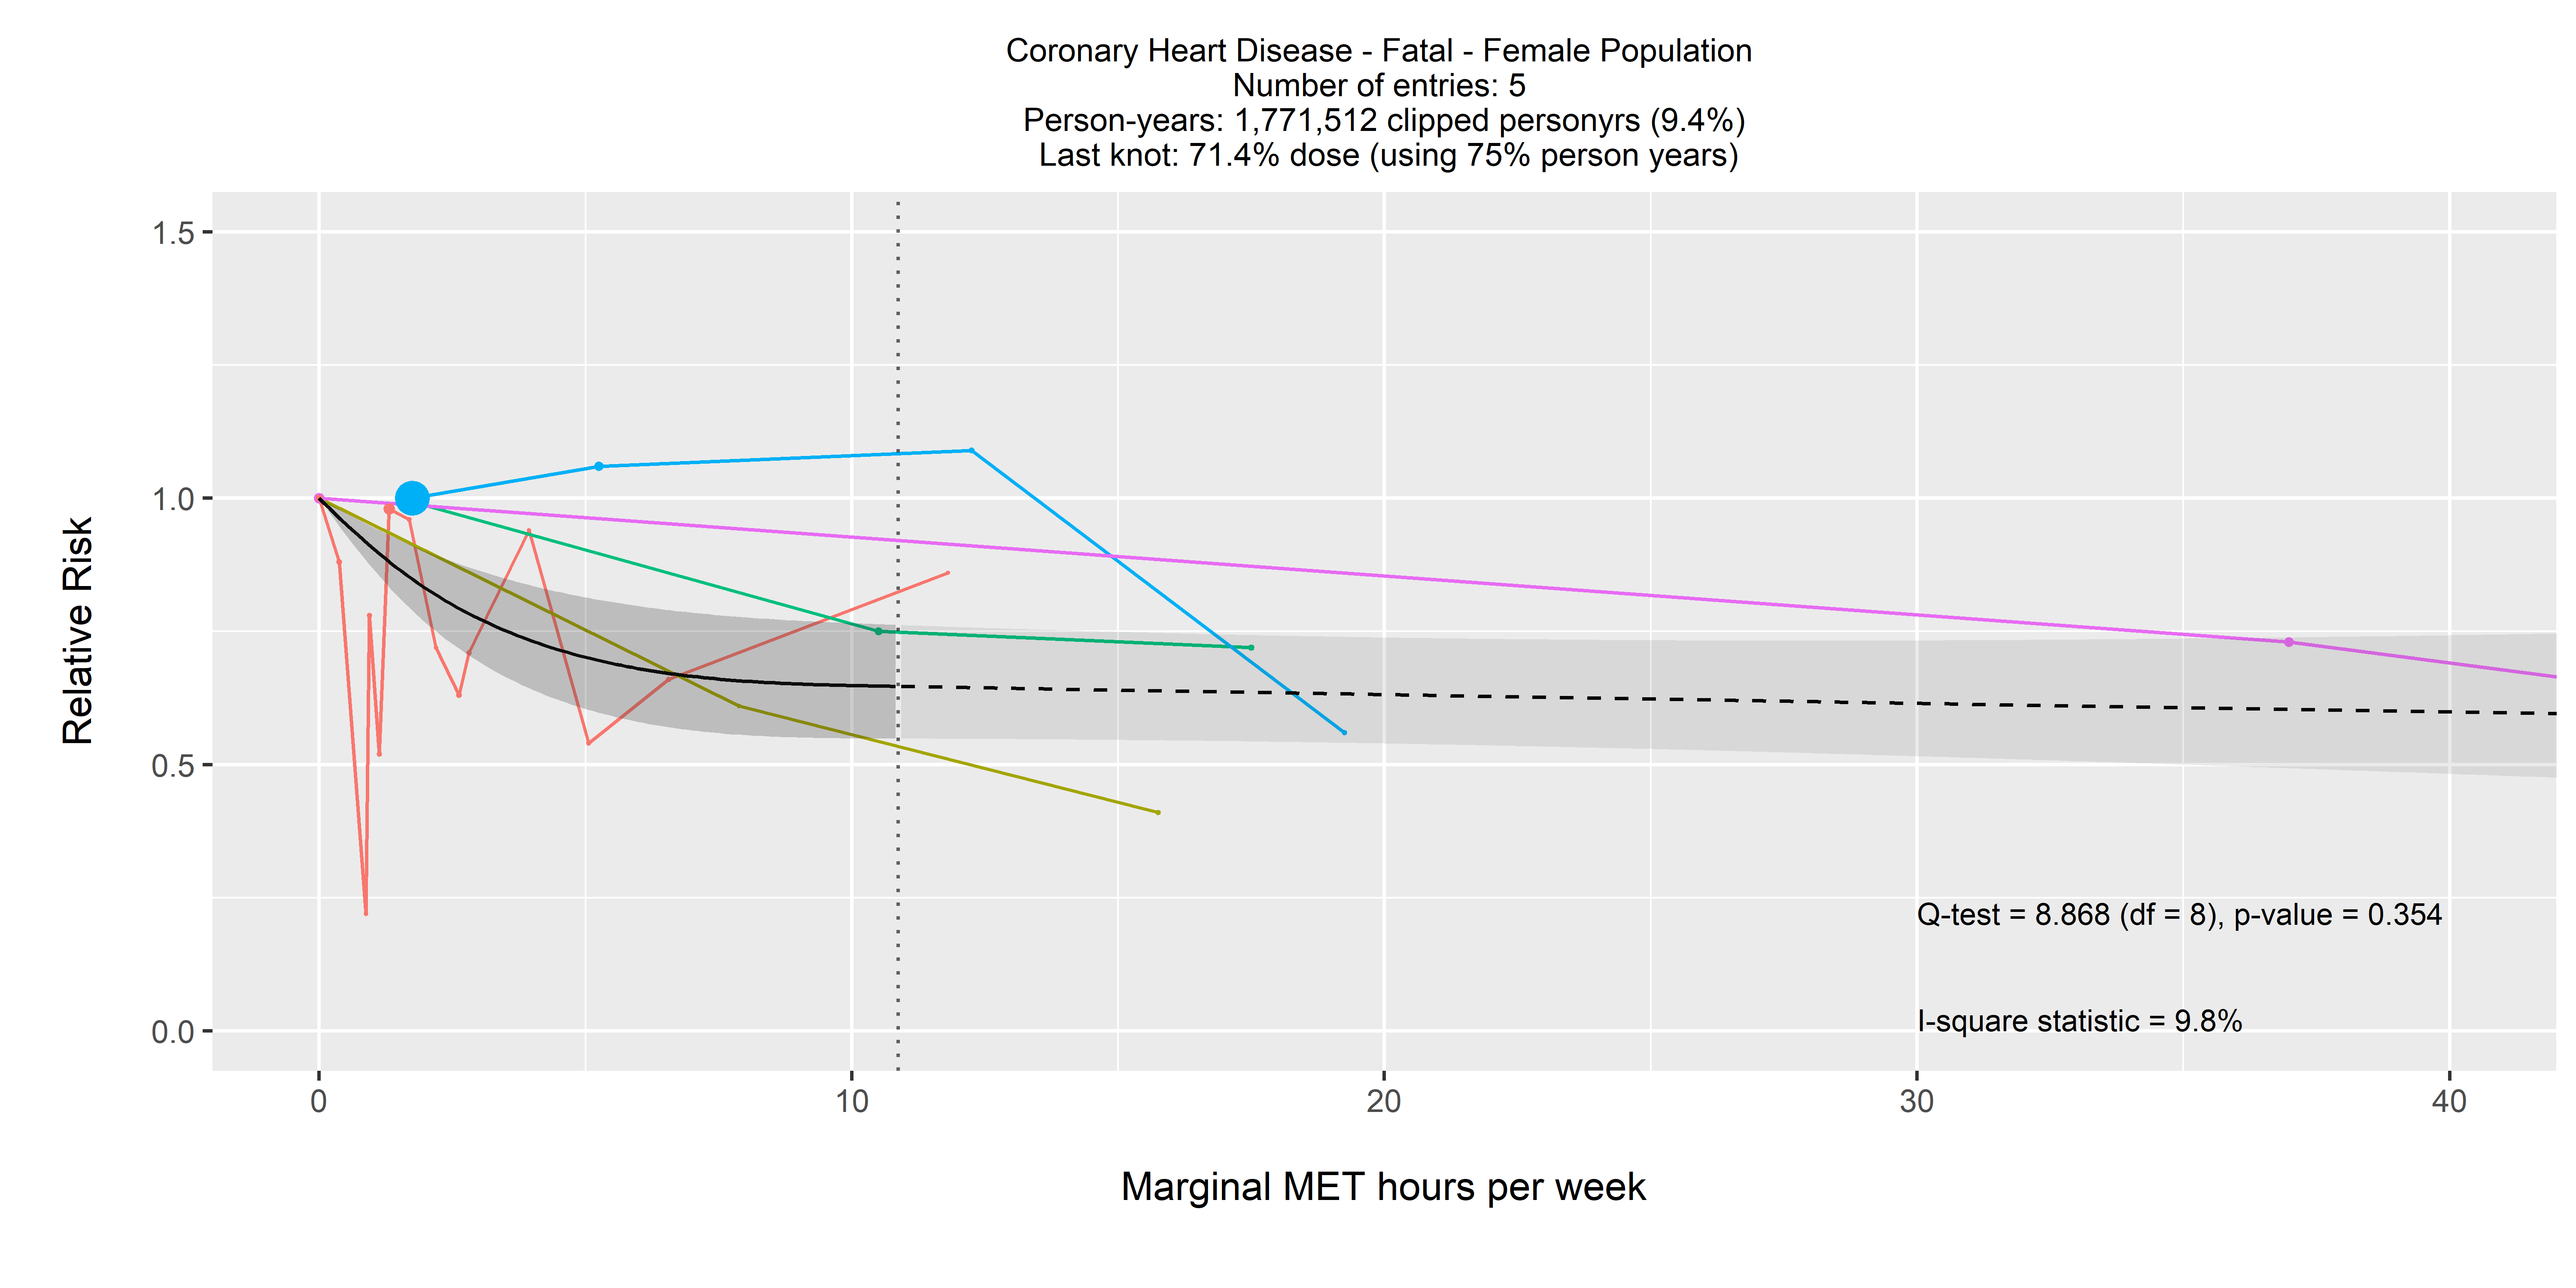 Coronary Heart Disease - Fatal - Female Population
Number of entries: 5
Person-years: 1,771,512 clipped personyrs (9.4%)
Last knot: 71.4% dose (using 75% person years)
1.5
1.0
0.5
0.0
Relative Risk
Q-test = 8.868 (df = 8), p-value = 0.354
I-square statistic = 9.8%
0 10 20 30 40
Marginal MET hours per week